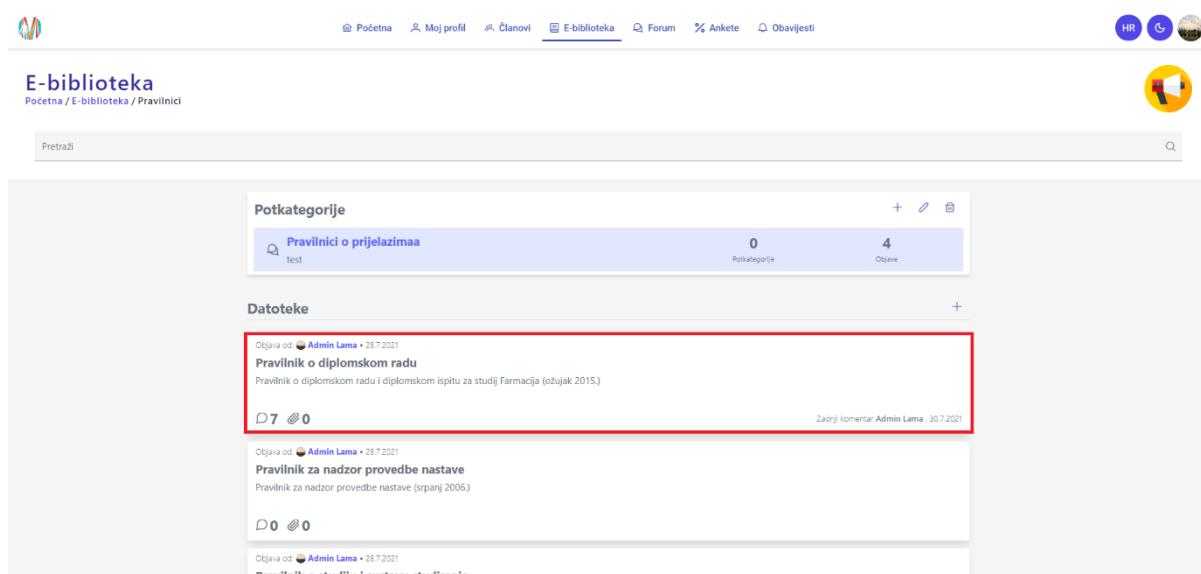 Početna Moj profil Članovi E-biblioteka Forum Ankete Obavijesti HR
E-biblioteka
Početna / E-biblioteka / Pravilnici
Pretraži
Potkategorije
Pravilnici o prijelazimaa 0 4
test Potkategorije Objave
Datoteke
Objava od: Admin Lama • 28.7.2021
Pravilnik o diplomskom radu
Pravilnik o diplomskom radu i diplomskom ispitu za studij Farmacija (ožujak 2015.)
7 0 Zadnji komentar Admin Lama , 30.7.2021
Objava od: Admin Lama • 28.7.2021
Pravilnik za nadzor provedbe nastave
Pravilnik za nadzor provedbe nastave (srpanj 2006.)
0 0
Objava od: Admin Lama • 28.7.2021